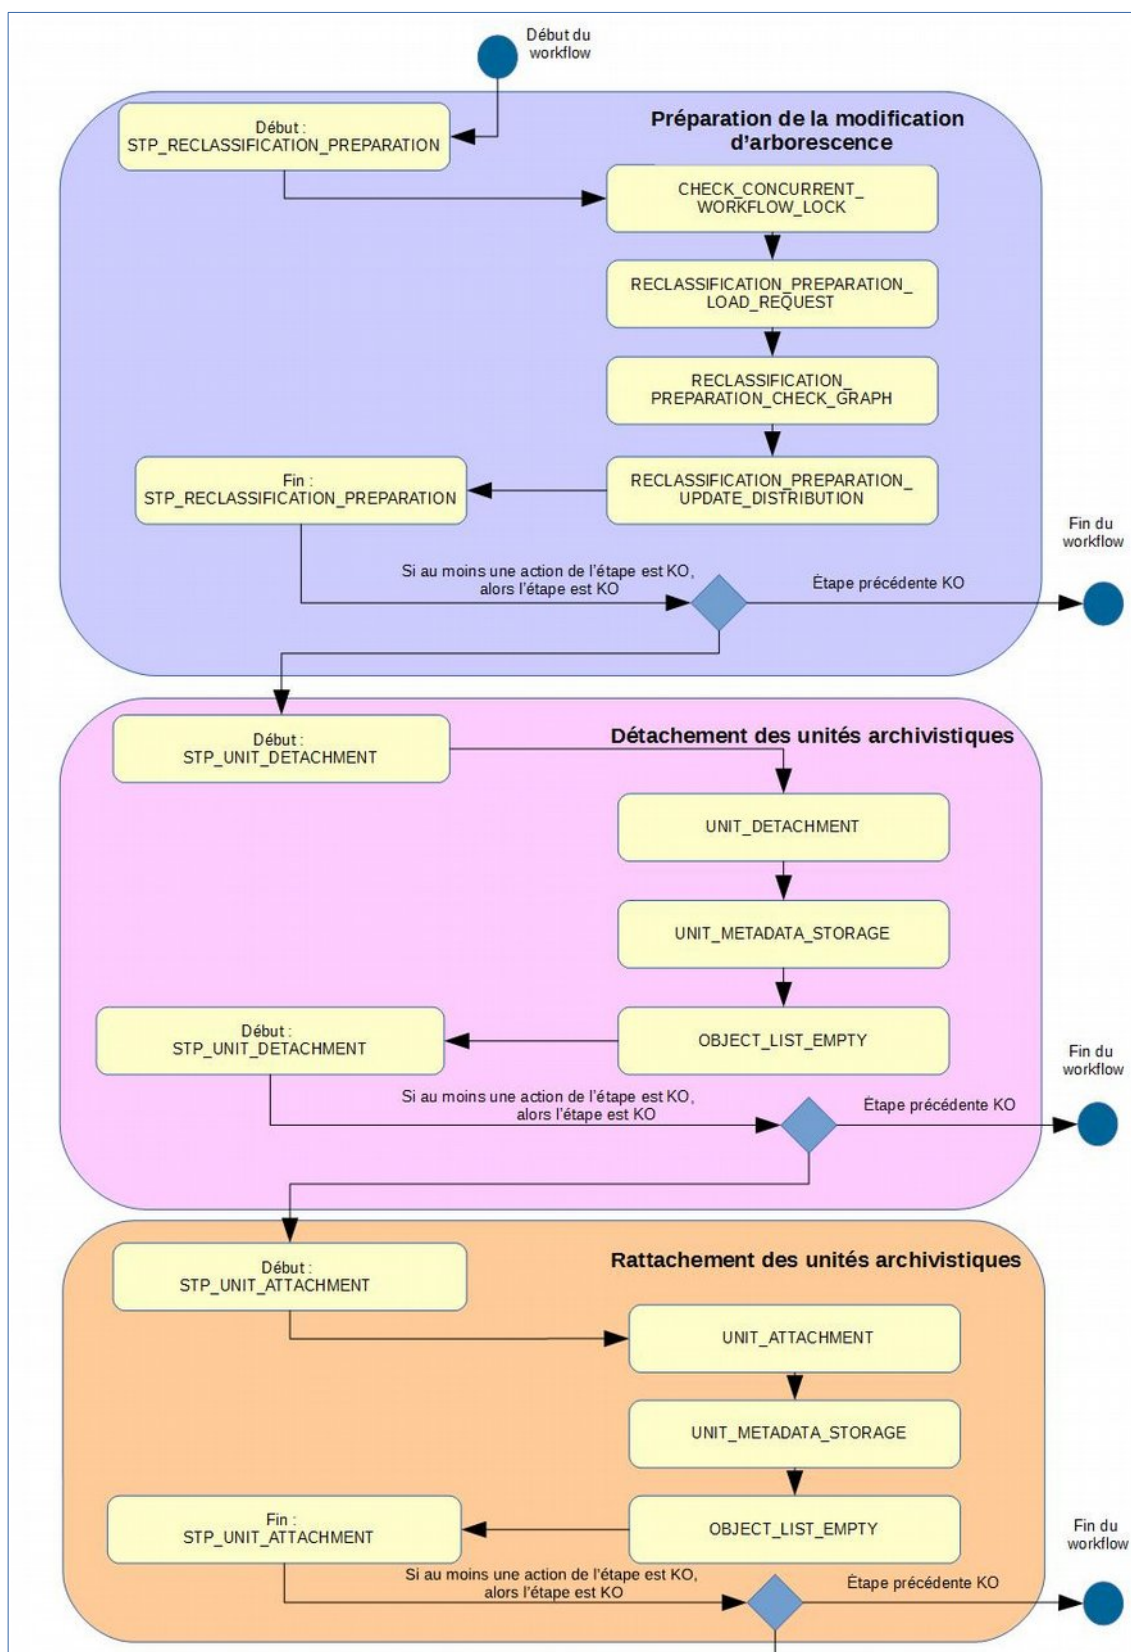 Début du
workflow
Début :
STP_RECLASSIFICATION_PREPARATION
Préparation de la modification
d’arborescence
CHECK_CONCURRENT_
WORKFLOW_LOCK
RECLASSIFICATION_PREPARATION_
LOAD_REQUEST
RECLASSIFICATION_
PREPARATION_CHECK_GRAPH
RECLASSIFICATION_PREPARATION_
UPDATE_DISTRIBUTION
Fin :
STP_RECLASSIFICATION_PREPARATION
Si au moins une action de l’étape est KO,
alors l’étape est KO
Étape précédente KO
Fin du
workflow
Début :
STP_UNIT_DETACHMENT
Détachement des unités archivistiques
UNIT_DETACHMENT
UNIT_METADATA_STORAGE
OBJECT_LIST_EMPTY
Début :
STP_UNIT_DETACHMENT
Si au moins une action de l’étape est KO,
alors l’étape est KO
Étape précédente KO
Fin du
workflow
Début :
STP_UNIT_ATTACHMENT
Rattachement des unités archivistiques
UNIT_ATTACHMENT
UNIT_METADATA_STORAGE
OBJECT_LIST_EMPTY
Fin :
STP_UNIT_ATTACHMENT
Si au moins une action de l’étape est KO,
alors l’étape est KO
Étape précédente KO
Fin du
workflow